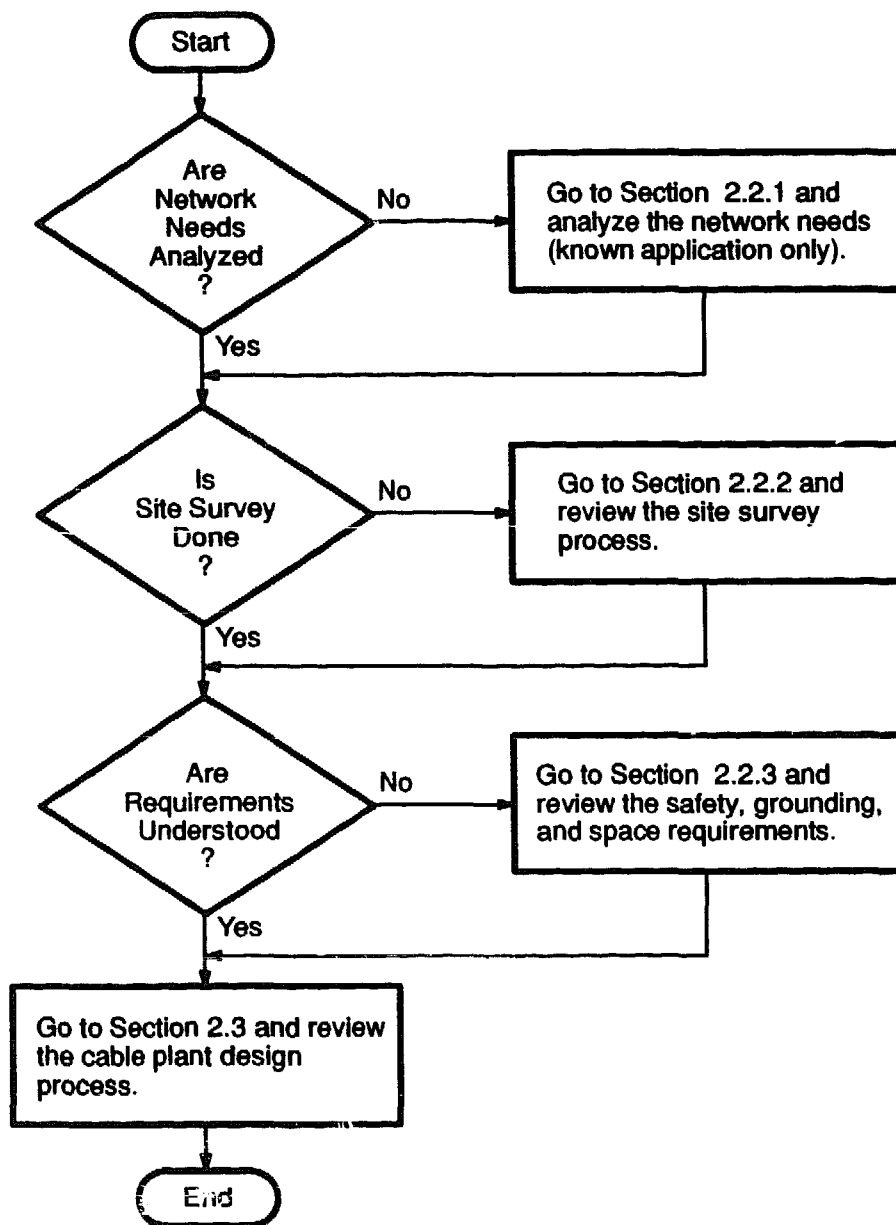 Start
Are
Network
Needs
Analyzed
?
No
Go to Section 2.2.1 and
analyze the network needs
(known application only).
Yes
Is
Site Survey
Done
?
No
Go to Section 2.2.2 and
review the site survey
process.
Yes
Are
Requirements
Understood
?
No
Go to Section 2.2.3 and
review the safety, grounding,
and space requirements.
Yes
Go to Section 2.3 and review
the cable plant design
process.
End